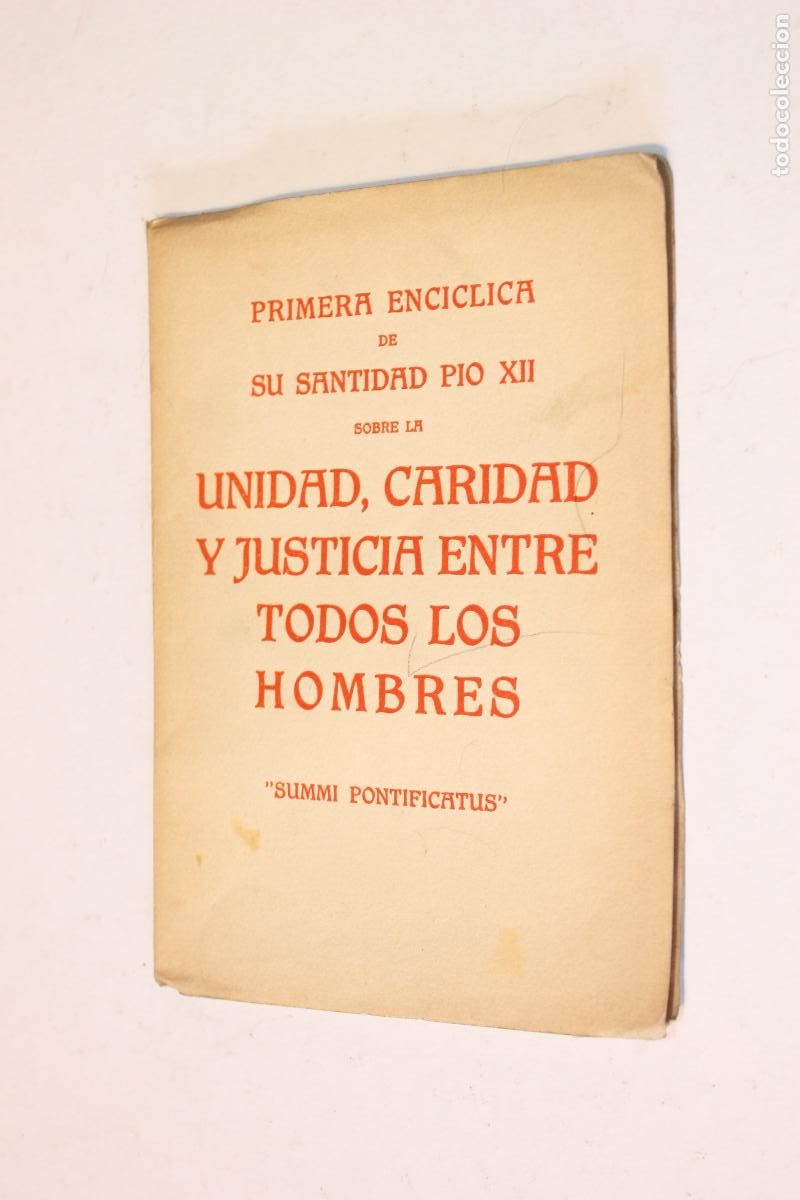 todocoleccion
PRIMERA ENCICLICA
DE
SU SANTIDAD PIO XII
SOBRE LA
UNIDAD, CARIDAD
Y JUSTICIA ENTRE
TODOS LOS
HOMBRES
"SUMMI PONTIFICATUS"